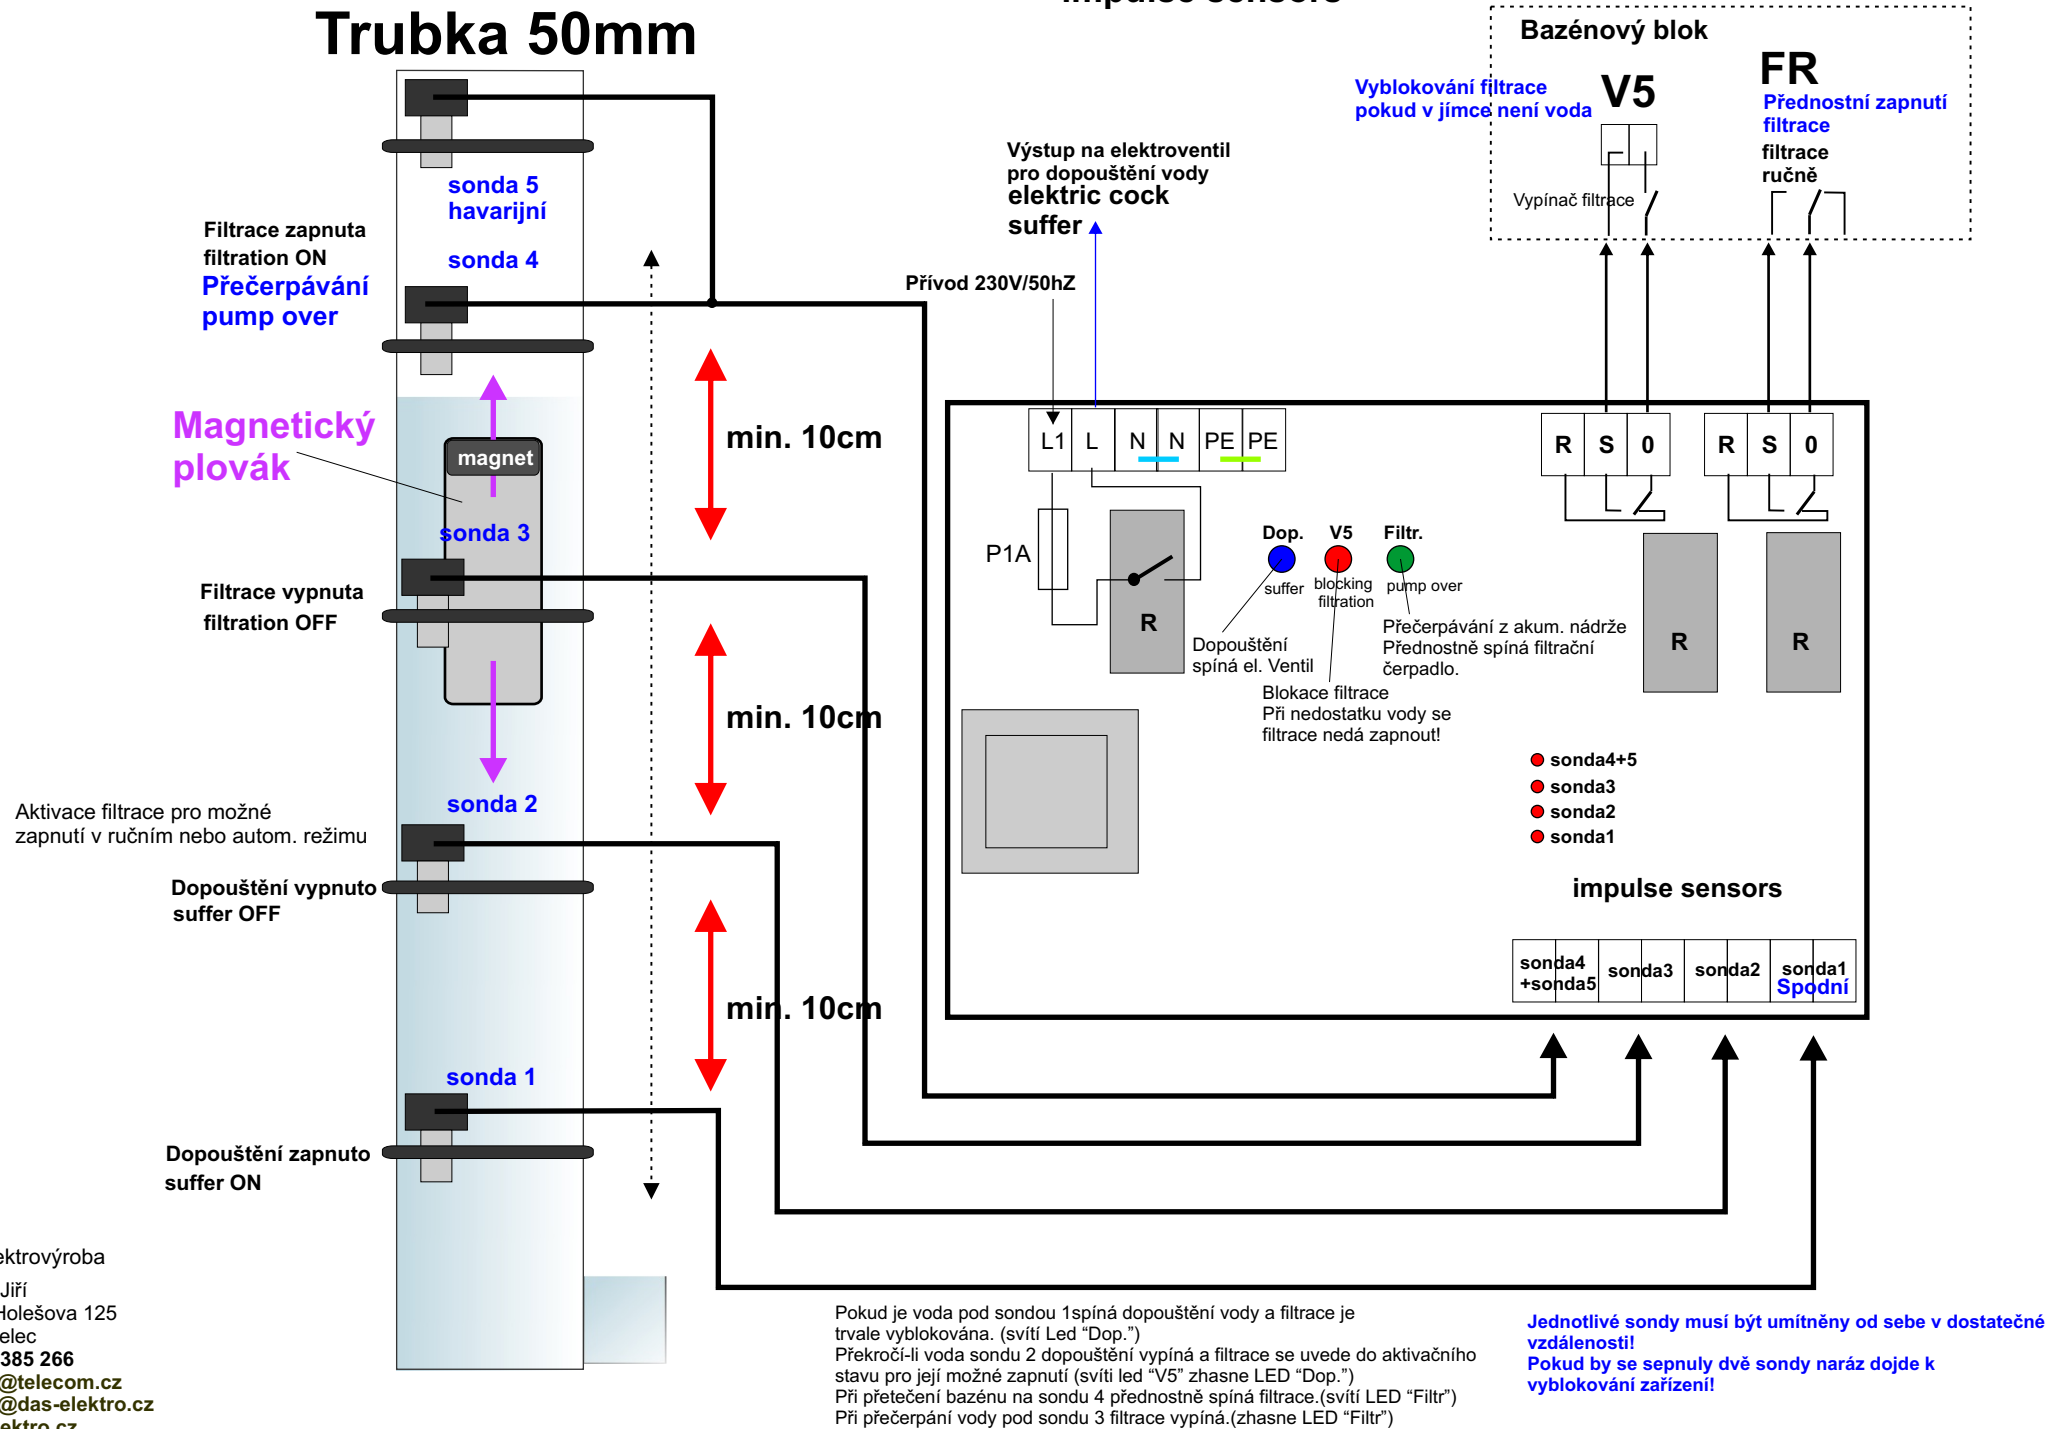 Trubka 50mm
Bazénový blok
V5
FR
Vyblokování filtrace
pokud v jímce není voda
Přednostní zapnutí
filtrace
filtrace
ručně
Vypínač filtrace
Výstup na elektroventil
pro dopouštění vody
elektric cock
suffer
Přívod 230V/50hZ
sonda 5
havarijní
Filtrace zapnuta
filtration ON
Přečerpávání
pump over
sonda 4
Magnetický
plovák
magnet
sonda 3
Filtrace vypnuta
filtration OFF
min. 10cm
min. 10cm
min. 10cm
sonda 2
Aktivace filtrace pro možné
zapnutí v ručním nebo autom. režimu
Dopouštění vypnuto
suffer OFF
sonda 1
Dopouštění zapnuto
suffer ON
L1 L N N PE PE
R S 0
R S 0
P1A
R
Dop. V5 Filtr.
suffer
blocking
filtration
pump over
Dopouštění
spíná el. Ventil
Přečerpávání z akum. nádrže
Přednostně spíná filtrační
čerpadlo.
Blokace filtrace
Při nedostatku vody se
filtrace nedá zapnout!
R
R
sonda4+5
sonda3
sonda2
sonda1
impulse sensors
sonda4
+sonda5
sonda3
sonda2
sonda1
Spodní
Jiří
Holešova 125
385 266
@telecom.cz
@das-elektro.cz
Pokud je voda pod sondou 1spíná dopouštění vody a filtrace je
trvale vyblokována. (svítí Led “Dop.”)
Překročí-li voda sondu 2 dopouštění vypíná a filtrace se uvede do aktivačního
stavu pro její možné zapnutí (svíti led “V5” zhasne LED “Dop.”)
Při přetečení bazénu na sondu 4 přednostně spíná filtrace.(svítí LED “Filtr”)
Při přečerpání vody pod sondu 3 filtrace vypíná.(zhasne LED “Filtr”)
Jednotlivé sondy musí být umítněny od sebe v dostatečné
vzdálenosti!
Pokud by se sepnuly dvě sondy naráz dojde k
vyblokování zařízení!